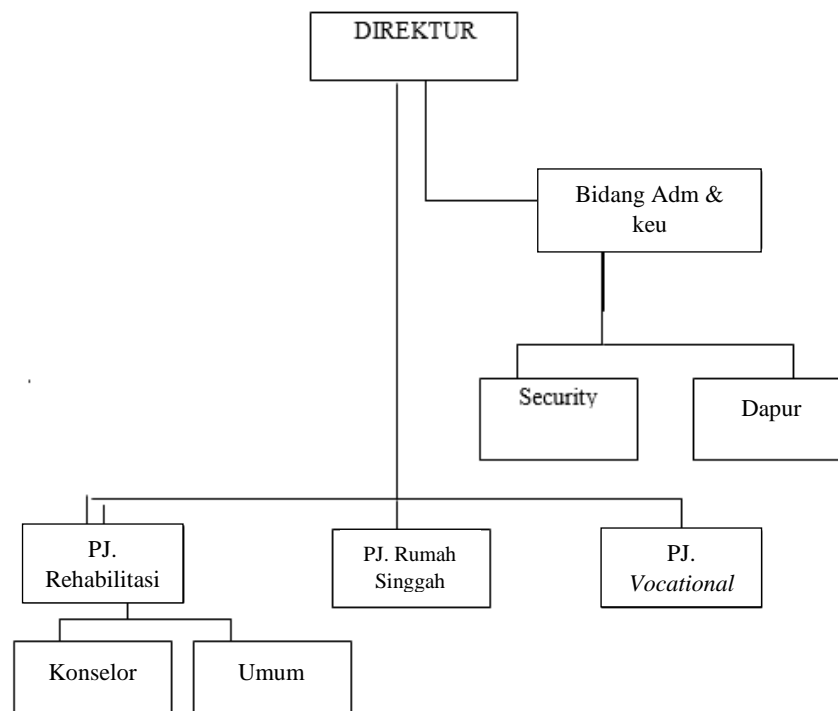 DIREKTUR
Bidang Adm &
keu
Security
Dapur
PJ.
Rehabilitasi
PJ. Rumah
Singgah
PJ.
Vocational
Konselor
Umum